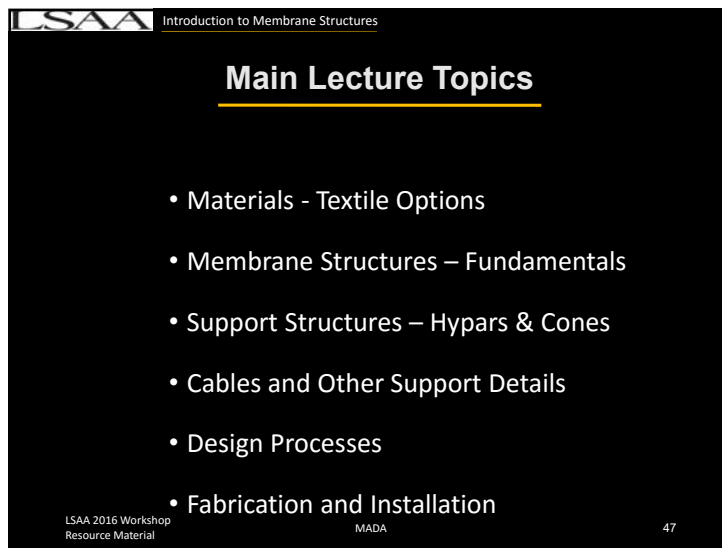 LSAA Introduction to Membrane Structures
Main Lecture Topics
• Materials - Textile Options
• Membrane Structures – Fundamentals
• Support Structures – Hypars & Cones
• Cables and Other Support Details
• Design Processes
• Fabrication and Installation
LSAA 2016 Workshop
Resource Material
MADA
47